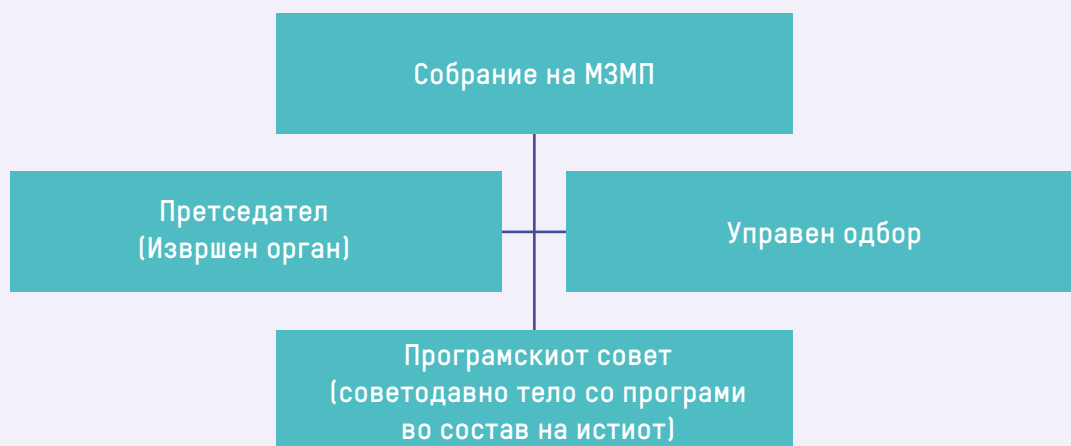 Собрание на МЗМП
Претседател
(Извршен орган)
Управен одбор
Програмскиот совет
(советодавно тело со програми
во состав на истиот)